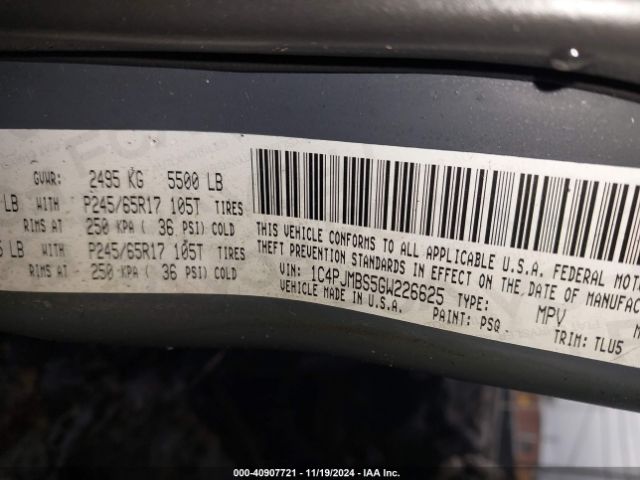 GVWR: 2495 KG 5500 LB
LB WITH P245/65R17 105T TIRES
RIMS AT 250 KPA ( 36 PSI) COLD
LB WITH P245/65R17 105T TIRES
RIMS AT 250 KPA ( 36 PSI) COLD
THIS VEHICLE CONFORMS TO ALL APPLICABLE U.S.A. FEDERAL
THEFT PREVENTION STANDARDS IN EFFECT ON THE DATE OF
VIN: 1C4PJMBS5GW226625 TYPE: MPV
VEHICLE MADE IN U.S.A. PAINT: PSQ TRIM: TLU5
000-40907721 - 11/19/2024 - IAA Inc.